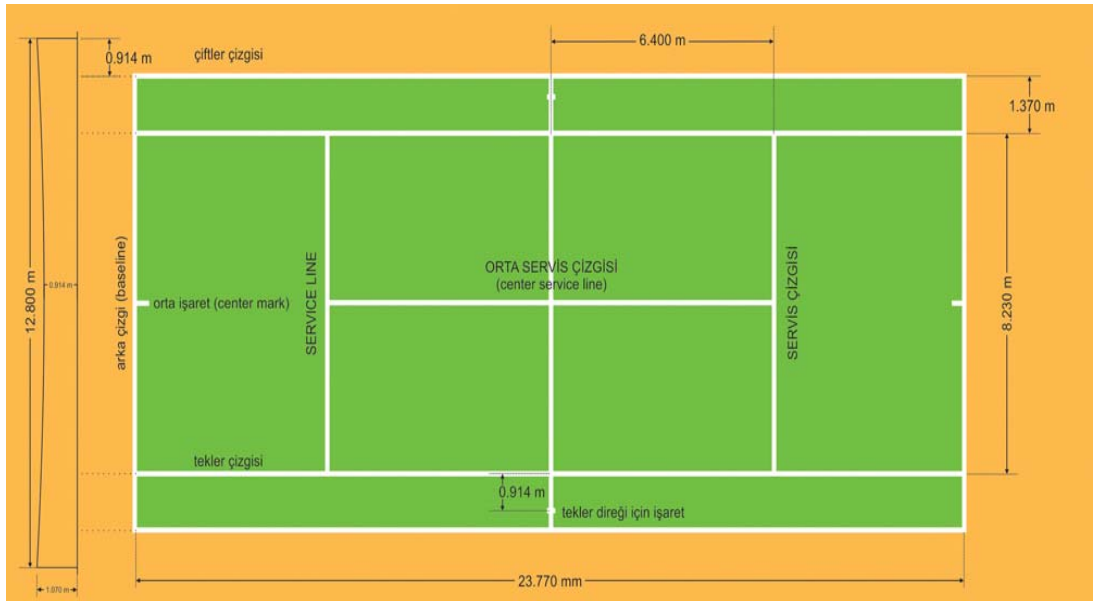 6.400 m
0.914 m
çiftler çizgisi
1.370 m
12.800 m
0.914 m
arka çizgi (baseline)
orta işaret (center mark)
SERVICE LINE
ORTA SERVİS ÇİZGİSİ
(center service line)
SERVİS ÇİZGİSİ
8.230 m
tekler çizgisi
0.914 m
tekler direği için işaret
23.770 mm
1.070 m